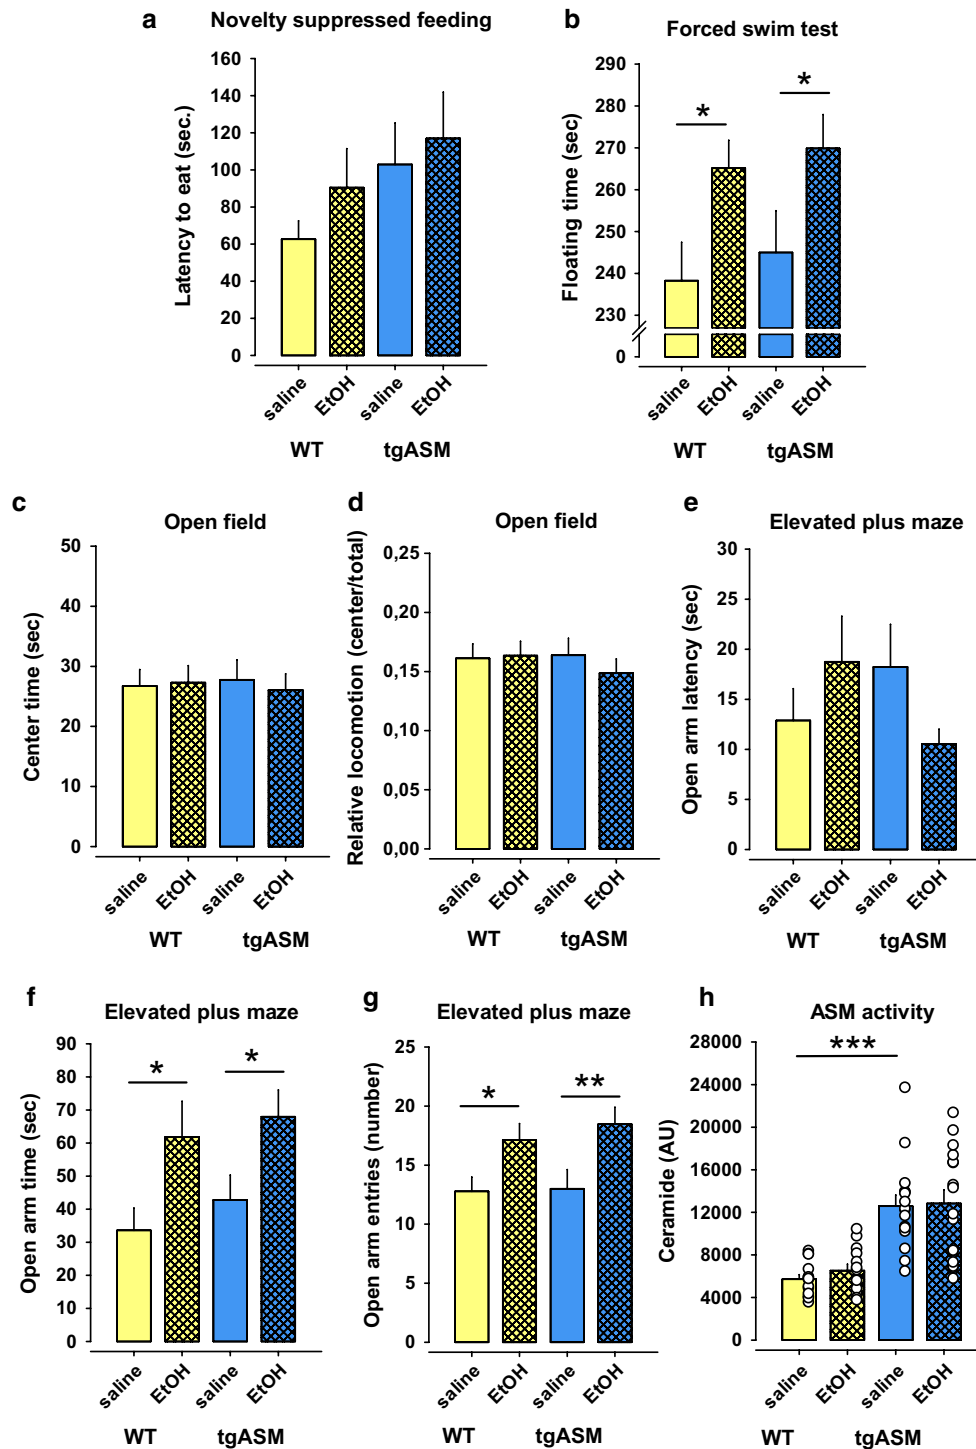 a Novelty suppressed feeding
Latency to eat (sec.)
160
140
120
100
80
60
40
20
0
saline EtOH saline EtOH
WT tgASM
b Forced swim test
Floating time (sec)
290
280
270
260
250
240
230
0
* *
saline EtOH saline EtOH
WT tgASM
c Open field
Center time (sec)
50
40
30
20
10
0
saline EtOH saline EtOH
WT tgASM
d Open field
Relative locomotion (center/total)
0,25
0,20
0,15
0,10
0,05
0,00
saline EtOH saline EtOH
WT tgASM
e Elevated plus maze
Open arm latency (sec)
30
25
20
15
10
5
0
saline EtOH saline EtOH
WT tgASM
f Elevated plus maze
Open arm time (sec)
90
80
70
60
50
40
30
20
10
0
* *
saline EtOH saline EtOH
WT tgASM
g Elevated plus maze
Open arm entries (number)
25
20
15
10
5
0
* **
saline EtOH saline EtOH
WT tgASM
h ASM activity
Ceramide (AU)
28000
24000
20000
16000
12000
8000
4000
0
***
saline EtOH saline EtOH
WT tgASM